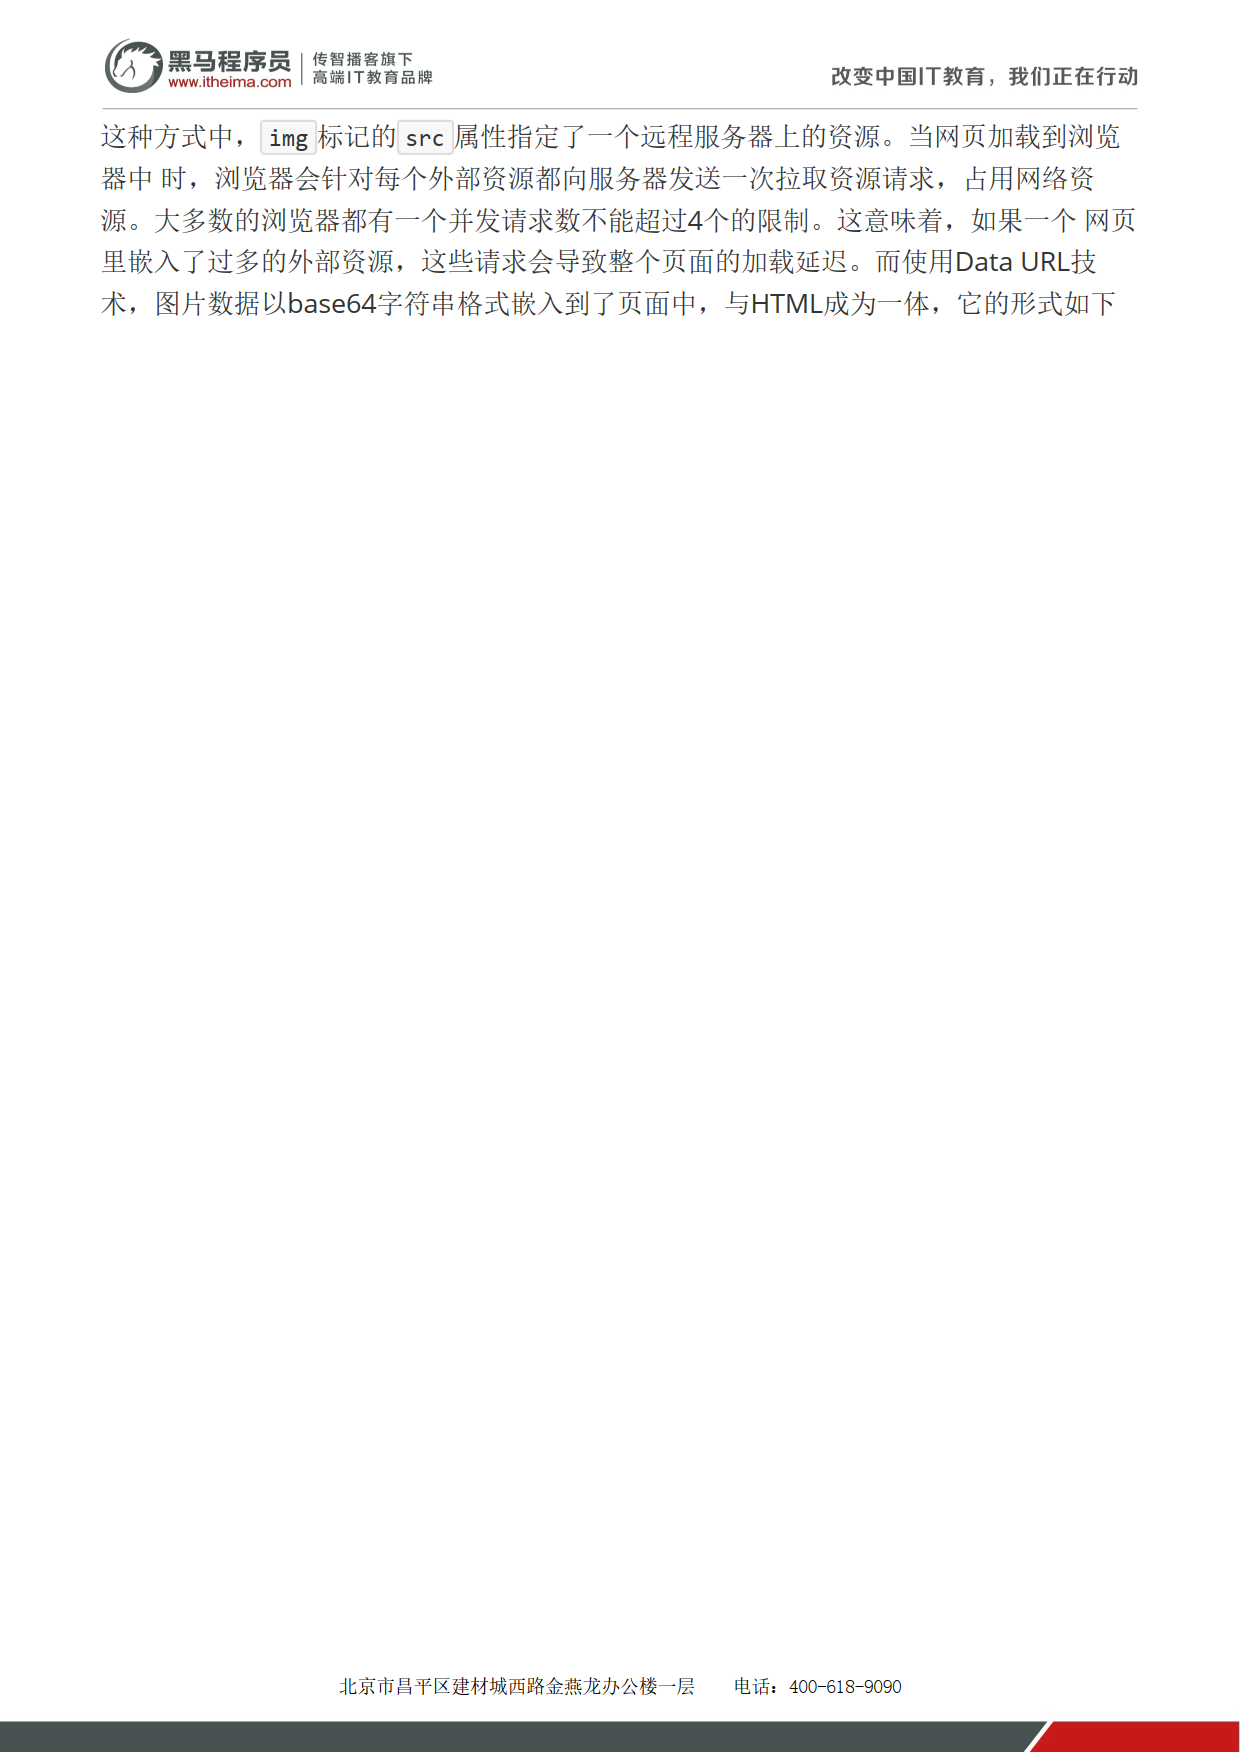 黑马程序员
www.itheima.com
传智播客旗下
高端IT教育品牌
改变中国IT教育，我们正在行动
这种方式中，img标记的src属性指定了一个远程服务器上的资源。当网页加载到浏览
器中 时，浏览器会针对每个外部资源都向服务器发送一次拉取资源请求，占用网络资
源。大多数的浏览器都有一个并发请求数不能超过4个的限制。这意味着，如果一个 网页
里嵌入了过多的外部资源，这些请求会导致整个页面的加载延迟。而使用Data URL技
术，图片数据以base64字符串格式嵌入到了页面中，与HTML成为一体，它的形式如下
北京市昌平区建材城西路金燕龙办公楼一层 电话：400-618-9090